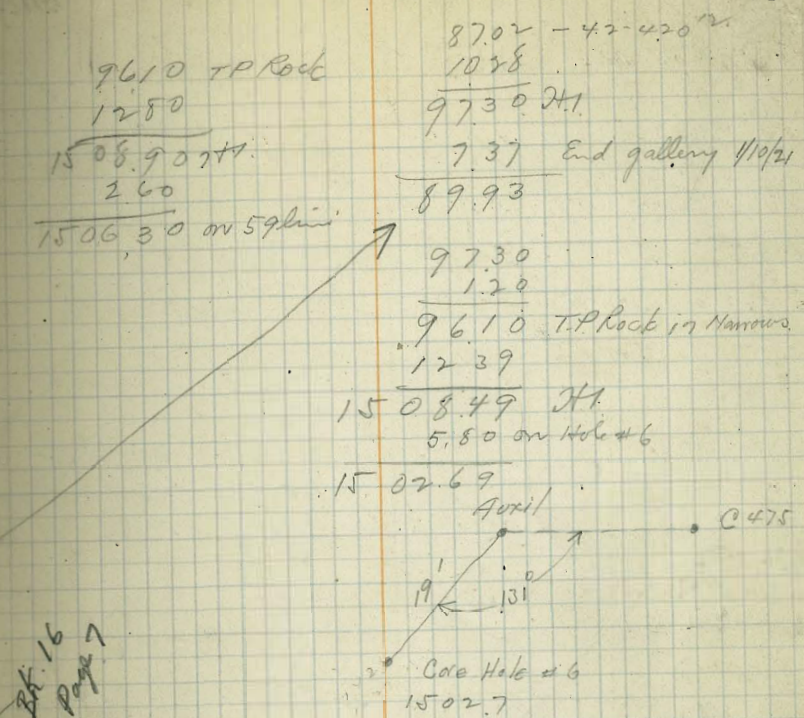 9610 T.P. Rock
1280
1508.90 H.I.
2.60
1506.30 on 59 line
87.02 - 42-420
10.28
97.30 H.I.
7.37 End gallery 1/10/21
89.93
97.30
1.20
96.10 T.P. Rock in Narrows
12.39
1508.49 H.I.
5.80 on Hole #6
1502.69
Auxil
C 475
19'
131°
Core Hole #6
1502.7
Bk. 16
Page 7